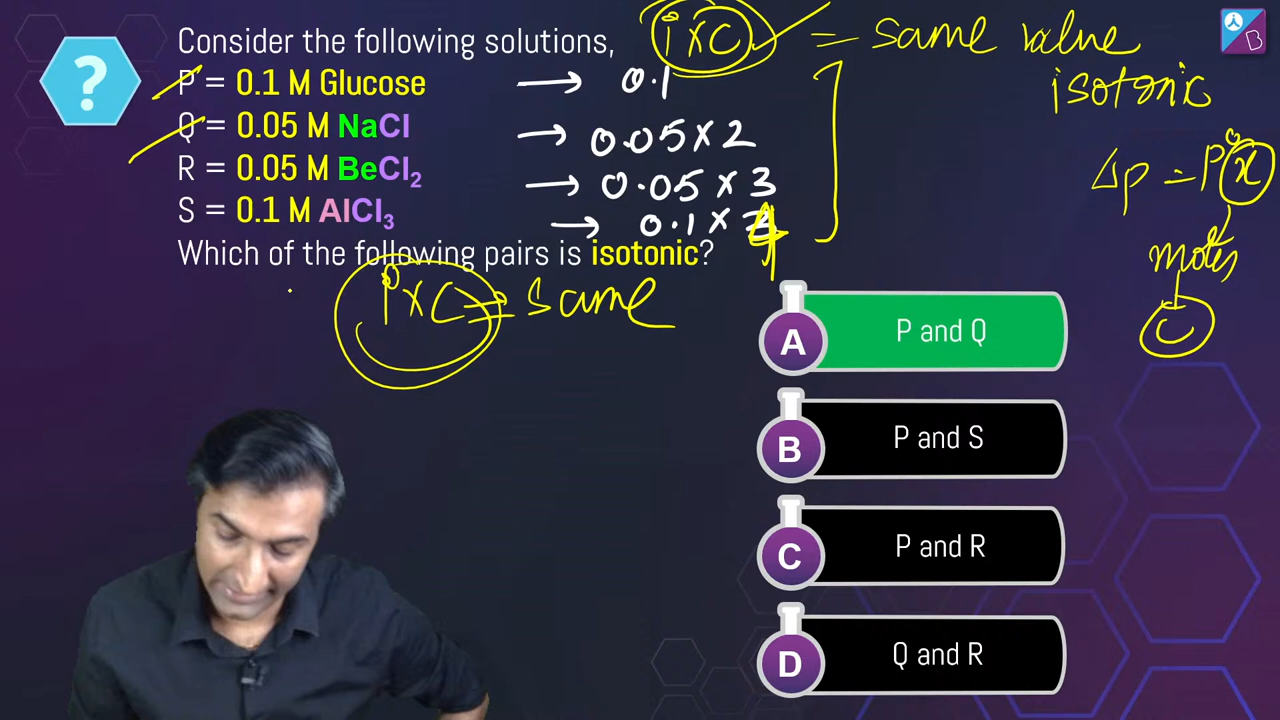 Consider the following solutions,
i × C = same value
isotonic
P = 0.1 M Glucose → 0.1
Q = 0.05 M NaCl → 0.05 × 2
R = 0.05 M BeCl₂ → 0.05 × 3
S = 0.1 M AlCl₃ → 0.1 × 4
Which of the following pairs is isotonic?
i × C = same
Δp = P° x
moles
C
A P and Q
B P and S
C P and R
D Q and R
?
B